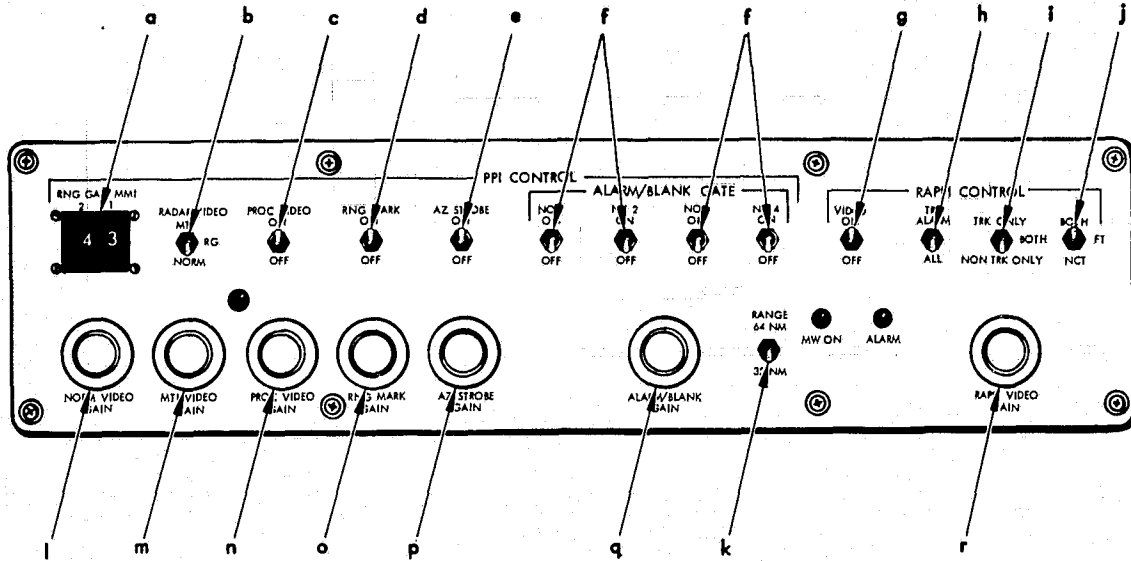 a b c d e f f g h i j
PPI CONTROL
ALARM/BLANK GATE
RAPPI CONTROL
RNG GATE NMI
2
4 3
RADAR VIDEO
MTI
RG.
NORM
PROC VIDEO
ON
OFF
RNG MARK
ON
OFF
AZ STROBE
ON
OFF
NO. 1
ON
OFF
NO. 2
ON
OFF
NO. 3
ON
OFF
NO. 4
ON
OFF
VIDEO
ON
OFF
TRK
ALARM
ALL
TRK ONLY
BOTH
NON TRK ONLY
BOTH
FT
NCT
RANGE
64 NM
32 NM
MW ON
ALARM
NORM VIDEO
GAIN
MTI VIDEO
GAIN
PROC VIDEO
GAIN
RNG MARK
GAIN
AZ STROBE
GAIN
ALARM/BLANK
GAIN
RAPPI VIDEO
GAIN
l m n o p q k r